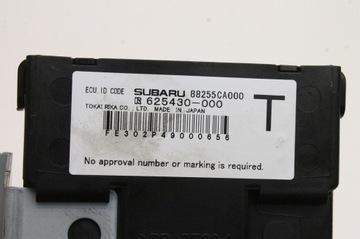 ECU, ID CODE SUBARU 88255CA000
625430-000
TOKAI RIKA CO., LTD. MADE IN JAPAN
T
FE302P49000656
No approval number or marking is required.